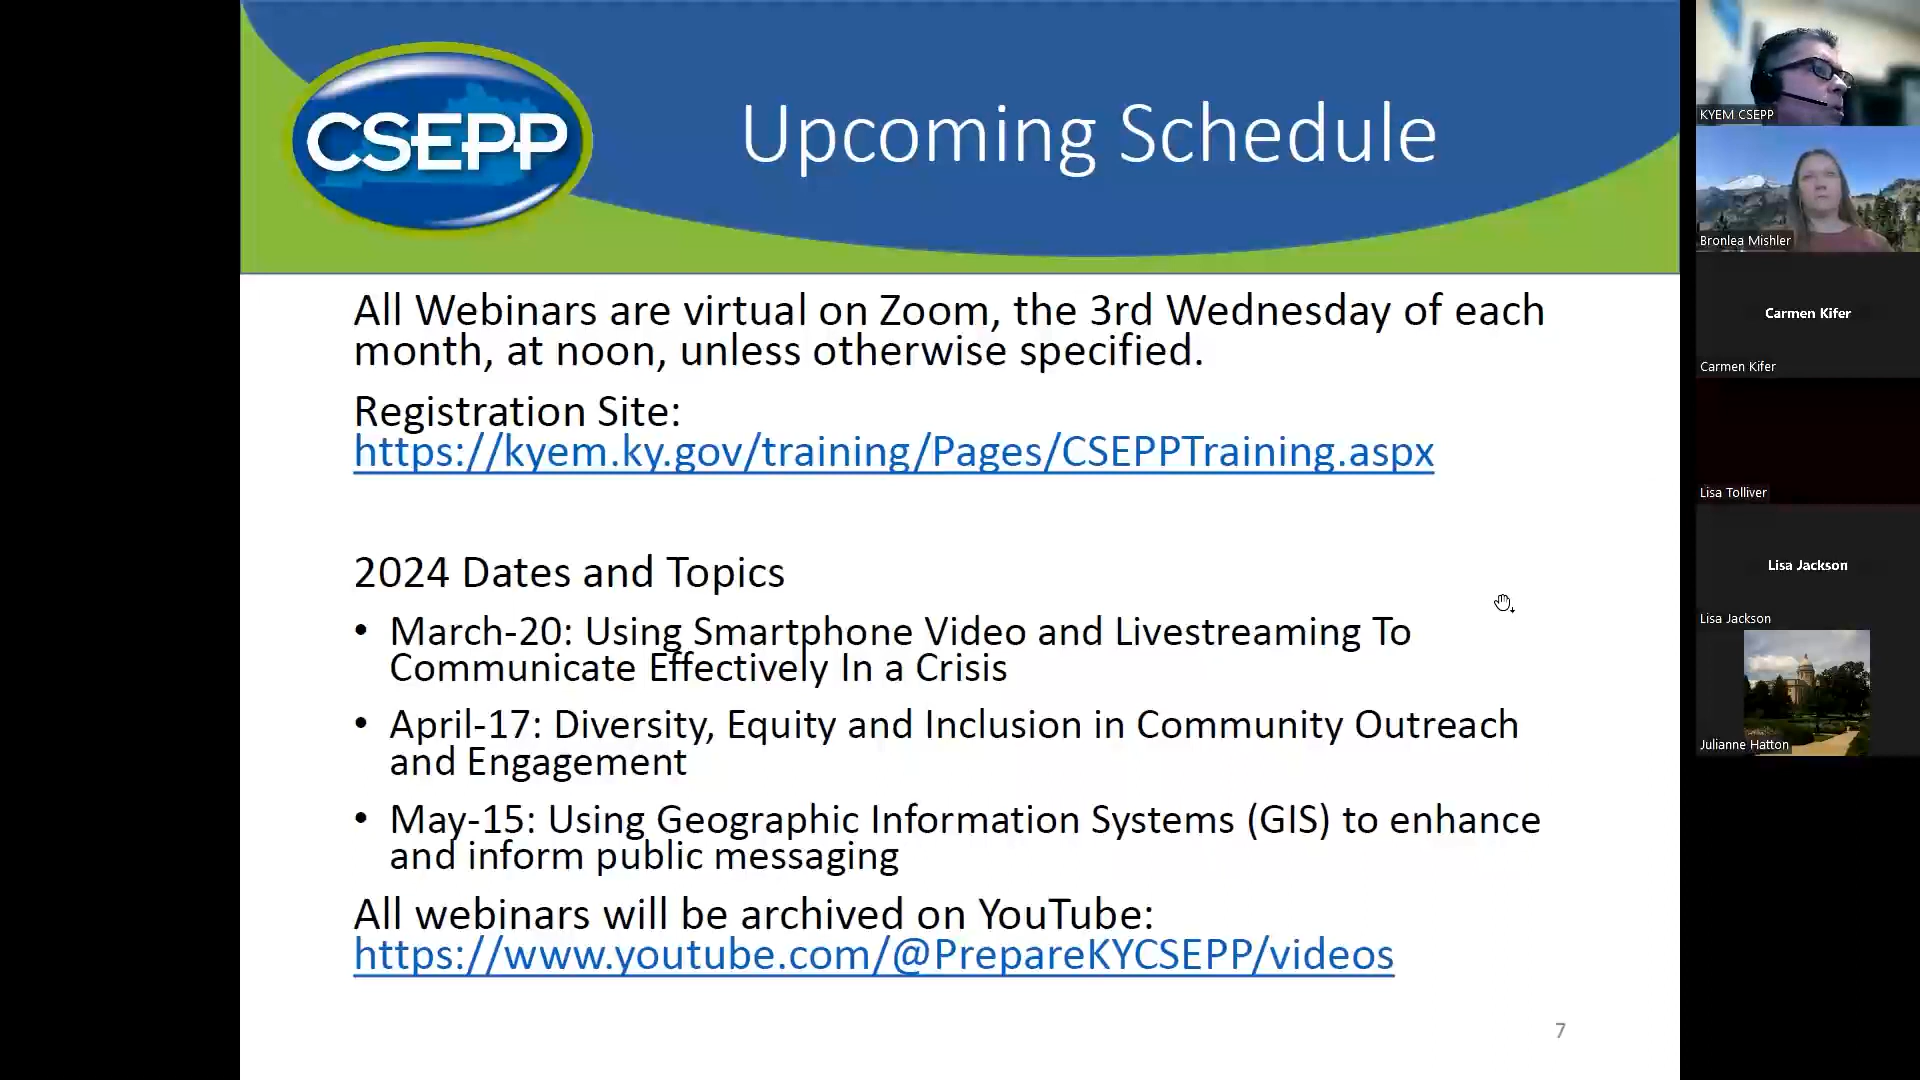 CSEPP
Upcoming Schedule
All Webinars are virtual on Zoom, the 3rd Wednesday of each
month, at noon, unless otherwise specified.
Registration Site:
https://kyem.ky.gov/training/Pages/CSEPPTraining.aspx
2024 Dates and Topics
• March-20: Using Smartphone Video and Livestreaming To
Communicate Effectively In a Crisis
• April-17: Diversity, Equity and Inclusion in Community Outreach
and Engagement
• May-15: Using Geographic Information Systems (GIS) to enhance
and inform public messaging
All webinars will be archived on YouTube:
https://www.youtube.com/@PrepareKYCSEPP/videos
7
KYEM CSEPP
Bronlea Mishler
Carmen Kifer
Carmen Kifer
Lisa Tolliver
Lisa Jackson
Lisa Jackson
Julianne Hatton